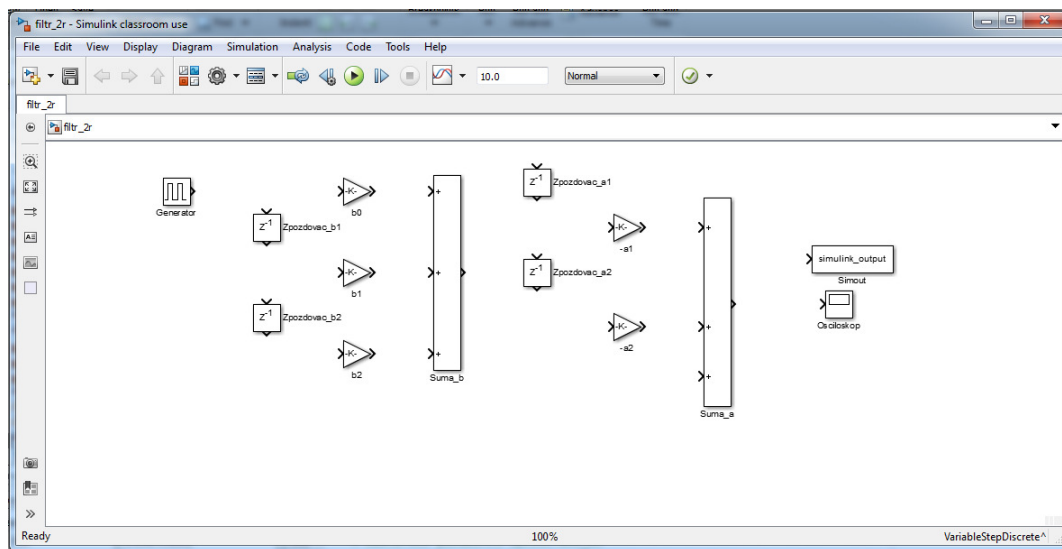 filtr_2r - Simulink classroom use
File Edit View Display Diagram Simulation Analysis Code Tools Help
10.0 Normal
filtr_2r
filtr_2r
Generator
z-1
Zpozdovac_b1
z-1
Zpozdovac_b2
-K-
b0
-K-
b1
-K-
b2
+
+
+
Suma_b
z-1
Zpozdovac_a1
z-1
Zpozdovac_a2
-K-
-a1
-K-
-a2
+
+
+
Suma_a
simulink_output
Simout
Osciloskop
Ready 100% VariableStepDiscrete^